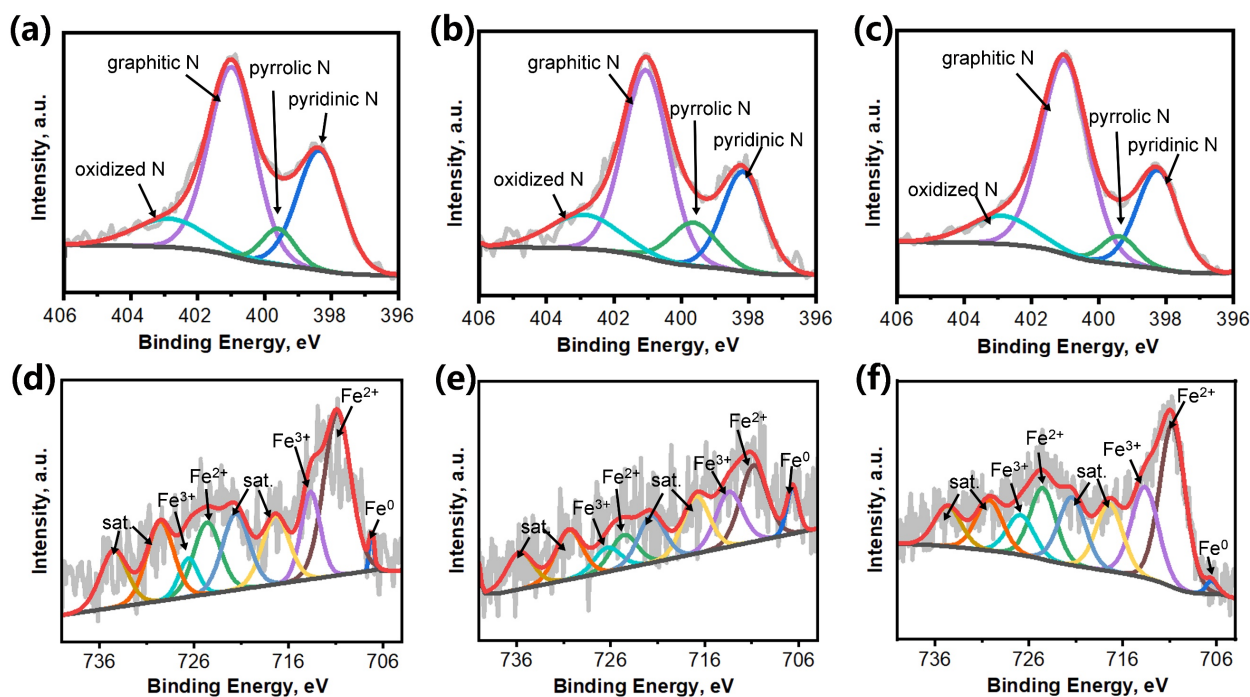 (a)
graphitic N
pyrrolic N
pyridinic N
oxidized N
Intensity, a.u.
406 404 402 400 398 396
Binding Energy, eV
(b)
graphitic N
pyrrolic N
pyridinic N
oxidized N
Intensity, a.u.
406 404 402 400 398 396
Binding Energy, eV
(c)
graphitic N
pyrrolic N
pyridinic N
oxidized N
Intensity, a.u.
406 404 402 400 398 396
Binding Energy, eV
(d)
Fe²⁺
Fe³⁺
Fe²⁺
sat.
Fe³⁺
Fe⁰
sat.
Intensity, a.u.
736 726 716 706
Binding Energy, eV
(e)
Fe²⁺
Fe³⁺
Fe⁰
Fe²⁺
sat.
Fe³⁺
sat.
Intensity, a.u.
736 726 716 706
Binding Energy, eV
(f)
Fe²⁺
Fe²⁺
Fe³⁺
Fe³⁺
sat.
sat.
Fe⁰
Intensity, a.u.
736 726 716 706
Binding Energy, eV